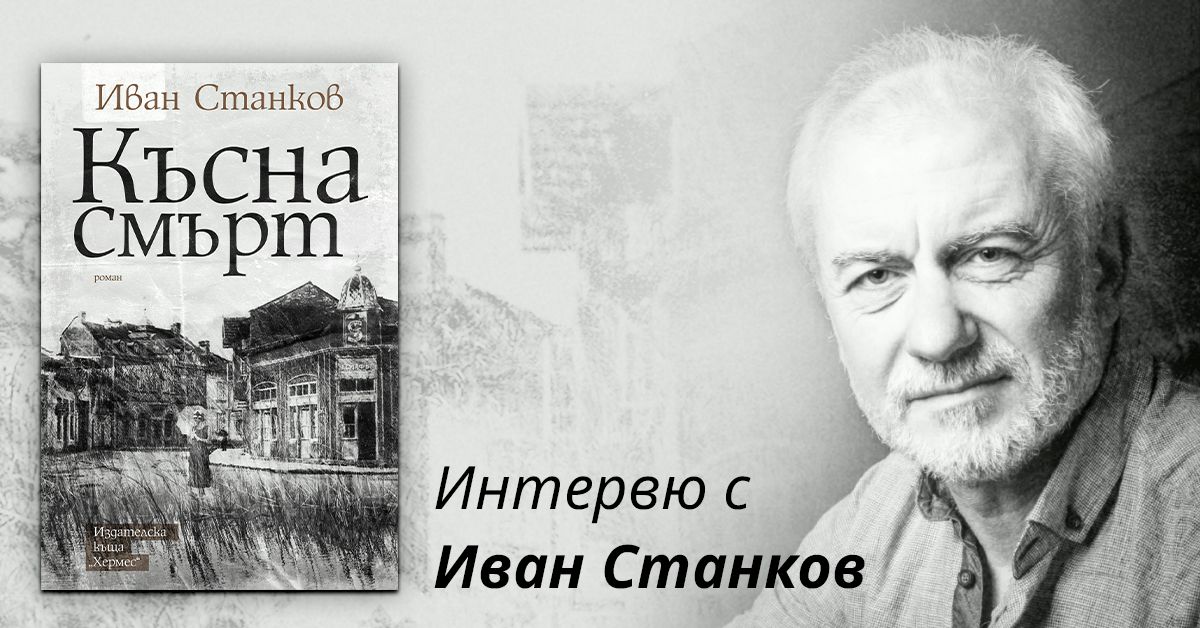 Иван Станков
Късна
смърт
роман
Издателска
къща
„Хермес“
Интервю с
Иван Станков